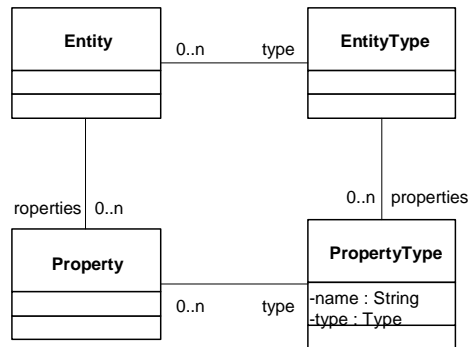 Entity
EntityType
0..n type
0..n properties
roperties 0..n
Property
PropertyType
-name : String
-type : Type
0..n type